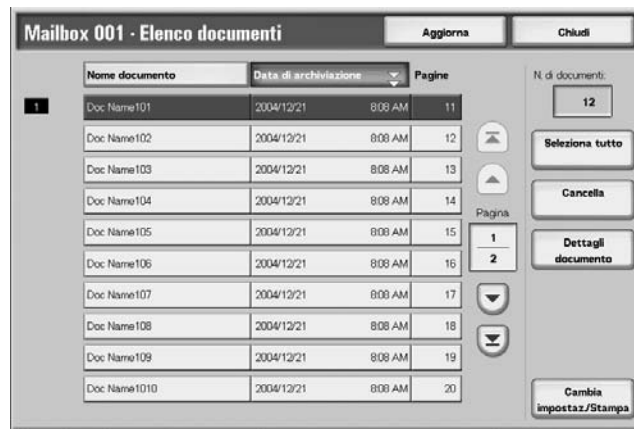 Mailbox 001 - Elenco documenti
Aggiorna
Chiudi
Nome documento
Data di archiviazione
Pagine
N. di documenti:
12
1
Doc Name101 2004/12/21 8:08 AM 11
Doc Name102 2004/12/21 8:08 AM 12
Doc Name103 2004/12/21 8:08 AM 13
Doc Name104 2004/12/21 8:08 AM 14
Doc Name105 2004/12/21 8:08 AM 15
Doc Name106 2004/12/21 8:08 AM 16
Doc Name107 2004/12/21 8:08 AM 17
Doc Name108 2004/12/21 8:08 AM 18
Doc Name109 2004/12/21 8:08 AM 19
Doc Name1010 2004/12/21 8:08 AM 20
Pagina
1
2
Seleziona tutto
Cancella
Dettagli
documento
Cambia
impostaz./Stampa